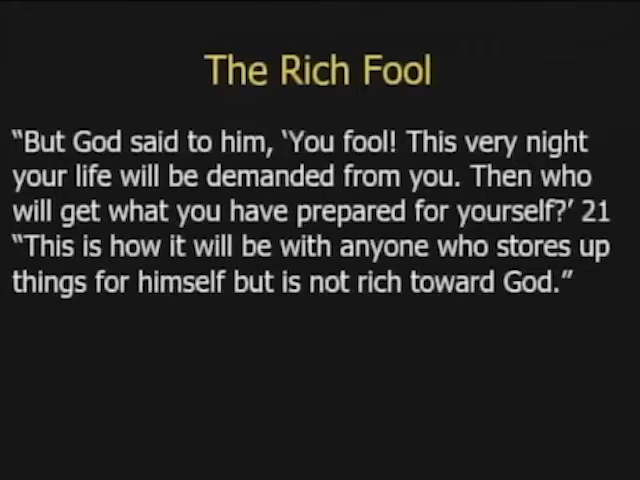 The Rich Fool
“But God said to him, ‘You fool! This very night
your life will be demanded from you. Then who
will get what you have prepared for yourself?’ 21
“This is how it will be with anyone who stores up
things for himself but is not rich toward God.”